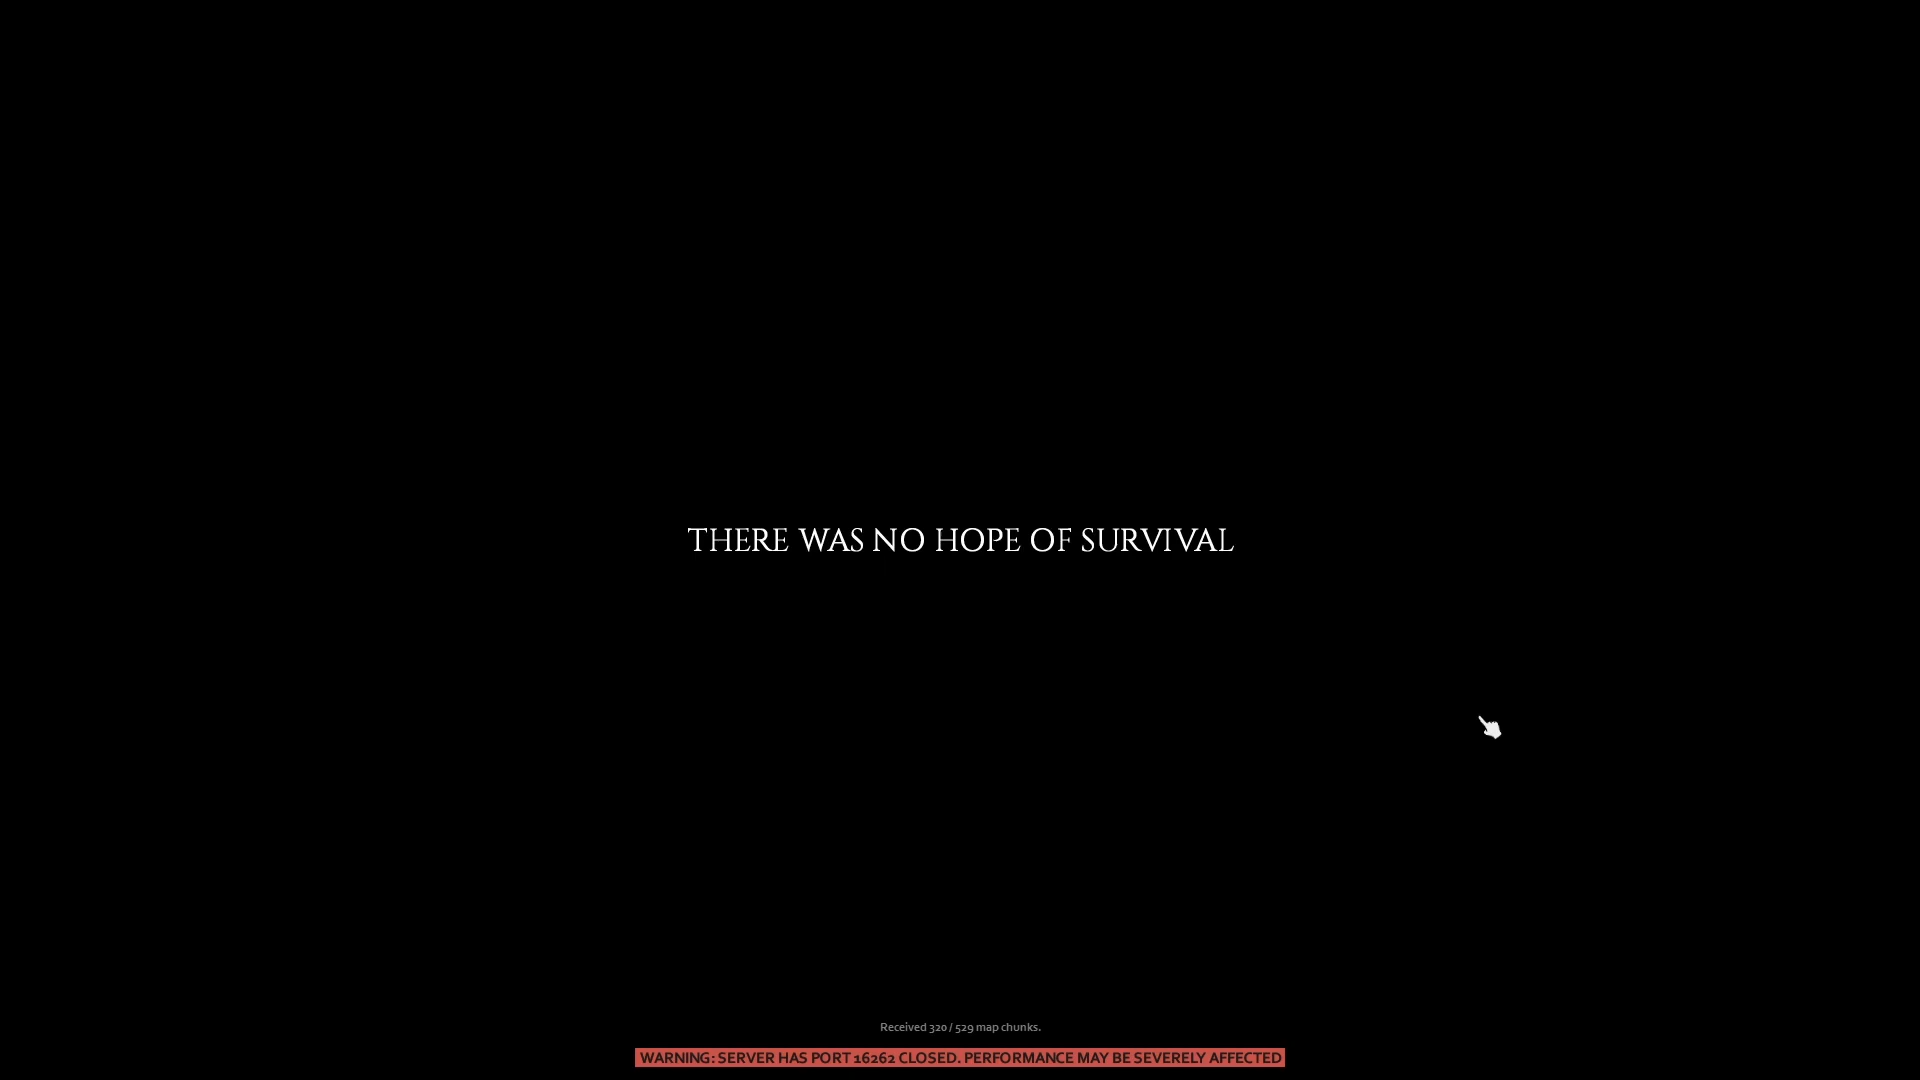 THERE WAS NO HOPE OF SURVIVAL
Received 320 / 529 map chunks.
WARNING: SERVER HAS PORT 16262 CLOSED. PERFORMANCE MAY BE SEVERELY AFFECTED